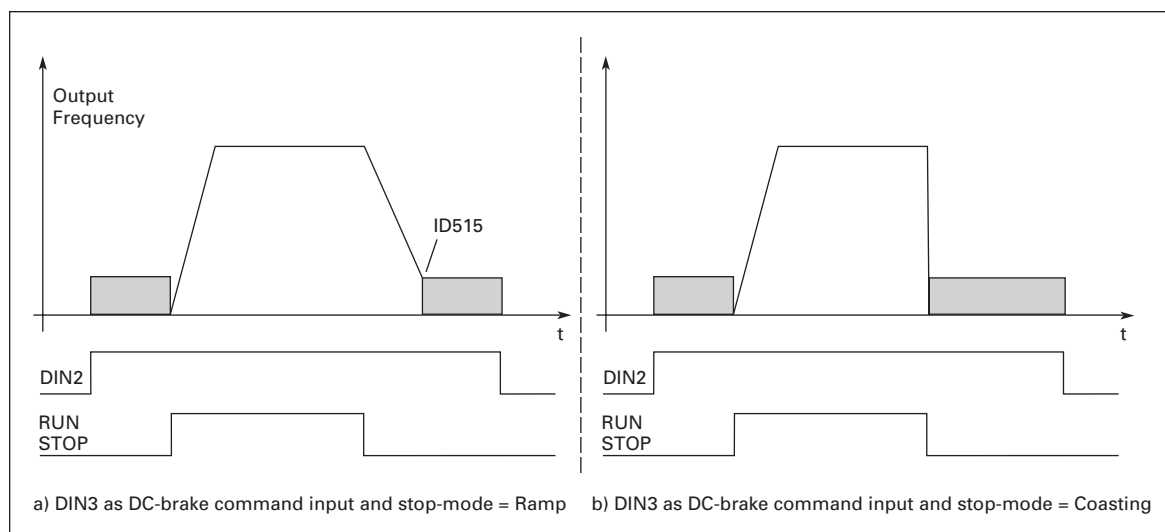 Output
Frequency
ID515
t
DIN2
RUN
STOP
a) DIN3 as DC-brake command input and stop-mode = Ramp
t
DIN2
RUN
STOP
b) DIN3 as DC-brake command input and stop-mode = Coasting